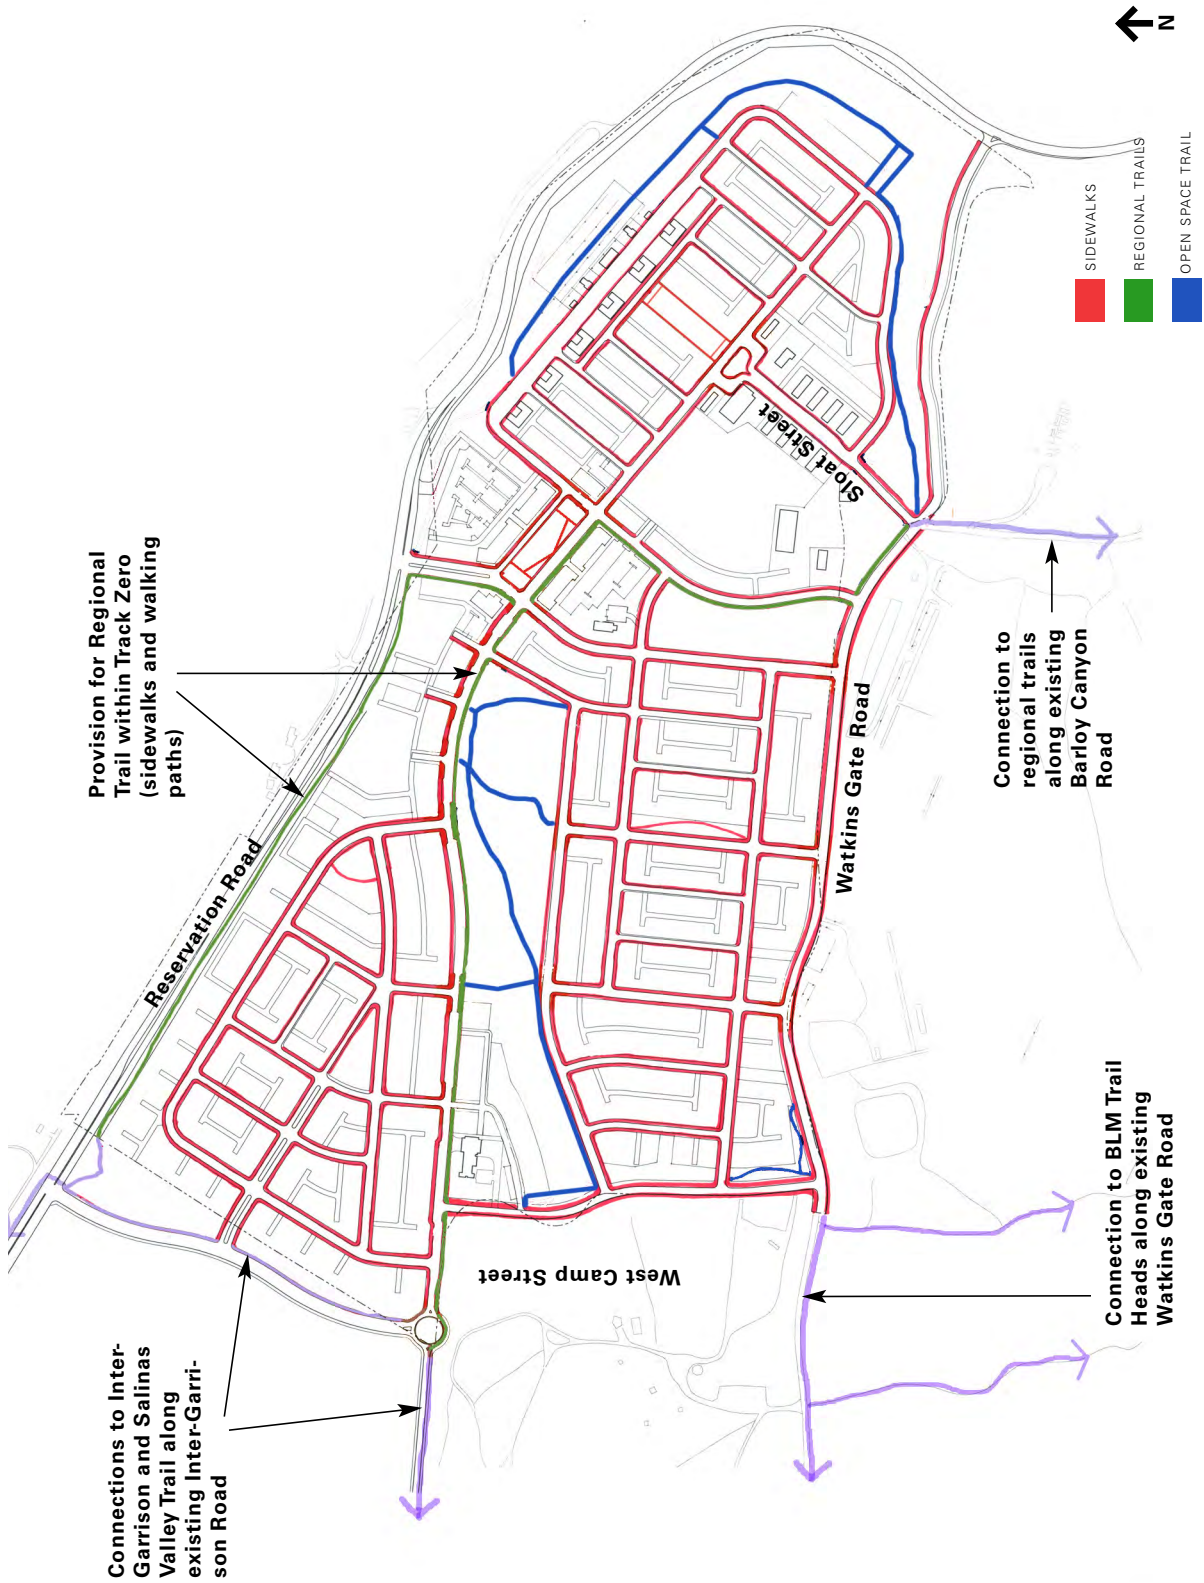 Provision for Regional
Trail within Track Zero
(sidewalks and walking
paths)
Reservation Road
Connections to Inter-
Garrison and Salinas
Valley Trail along
existing Inter-Garri-
son Road
West Camp Street
Watkins Gate Road
Sloat Street
Connection to
regional trails
along existing
Barloy Canyon
Road
Connection to BLM Trail
Heads along existing
Watkins Gate Road
N
SIDEWALKS
REGIONAL TRAILS
OPEN SPACE TRAIL